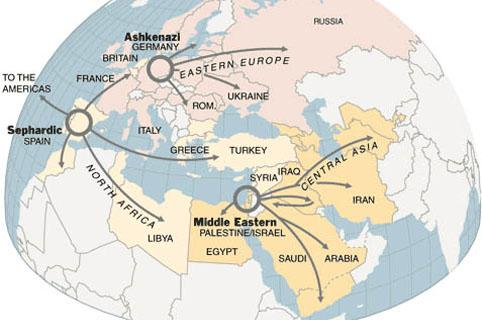 RUSSIA
Ashkenazi
GERMANY
BRITAIN
EASTERN EUROPE
TO THE
AMERICAS
FRANCE
UKRAINE
ROM.
Sephardic
SPAIN
ITALY
GREECE
TURKEY
NORTH AFRICA
SYRIA
IRAQ
CENTRAL ASIA
IRAN
Middle Eastern
PALESTINE/ISRAEL
LIBYA
EGYPT
SAUDI
ARABIA